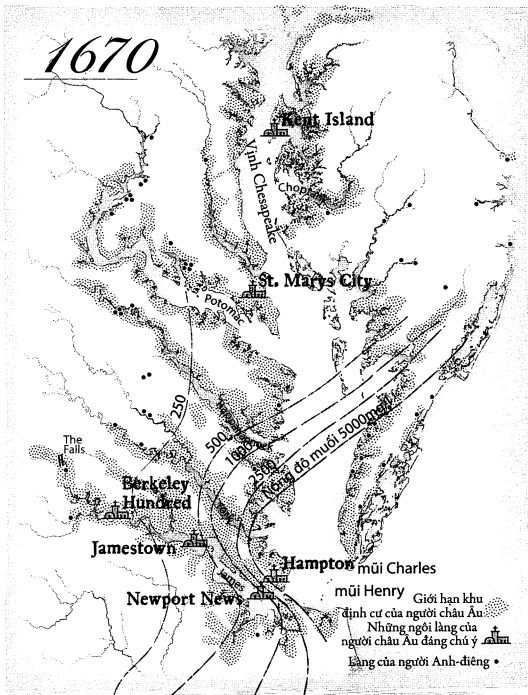 1670
Kent Island
Vịnh Chesapeake
St. Marys City
Potomac
250
500
1000
2500
Nồng độ muối 5000mg/l
The
Falls
Berkeley
Hundred
Jamestown
James
Newport News
Hampton
mũi Charles
mũi Henry
Giới hạn khu
định cư của người châu Âu
Những ngôi làng của
người châu Âu đáng chú ý
Làng của người Anh-điêng